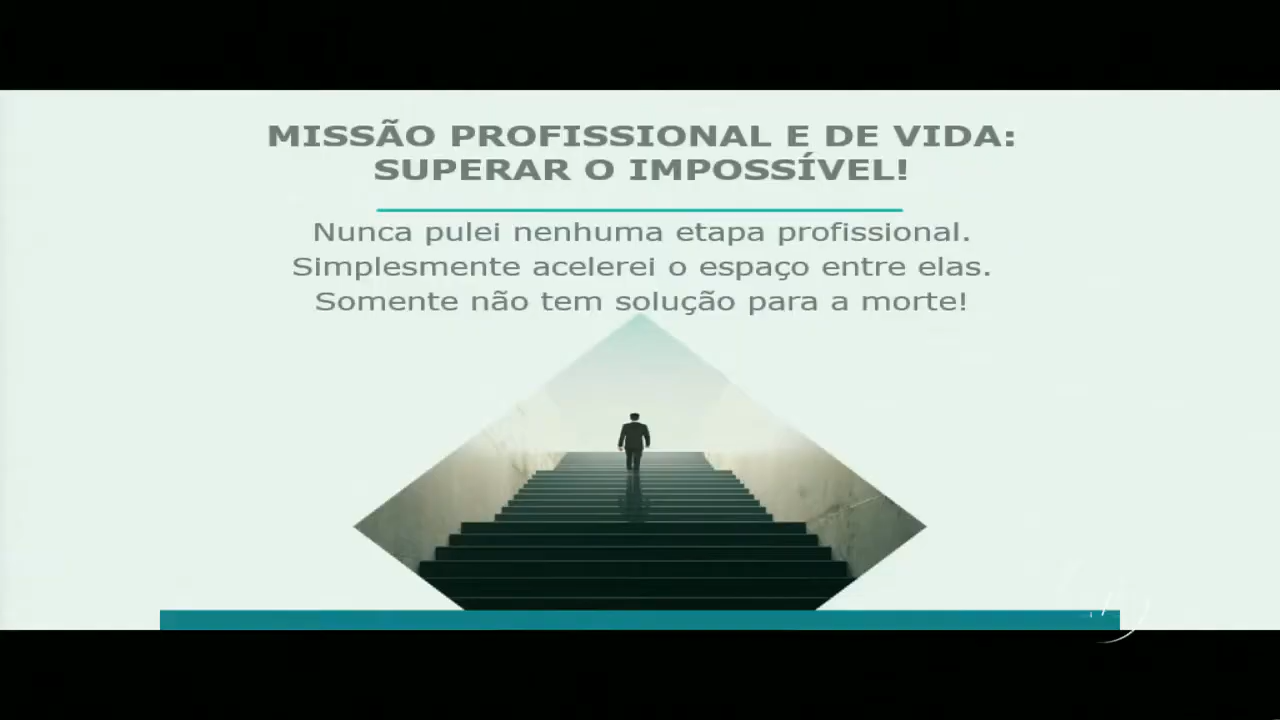 MISSÃO PROFISSIONAL E DE VIDA:
SUPERAR O IMPOSSÍVEL!
Nunca pulei nenhuma etapa profissional.
Simplesmente acelerei o espaço entre elas.
Somente não tem solução para a morte!